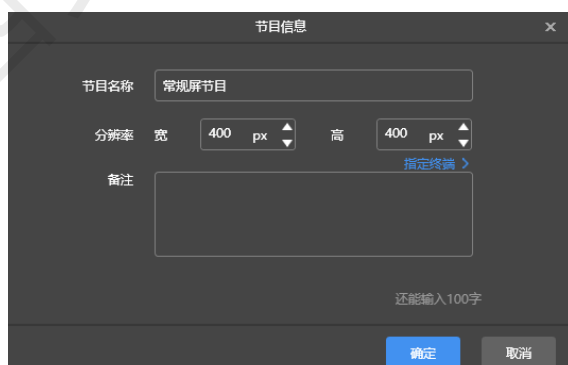 节目信息
节目名称 常规屏节目
分辨率 宽 400 px 高 400 px
指定终端 >
备注
还能输入100字
确定 取消